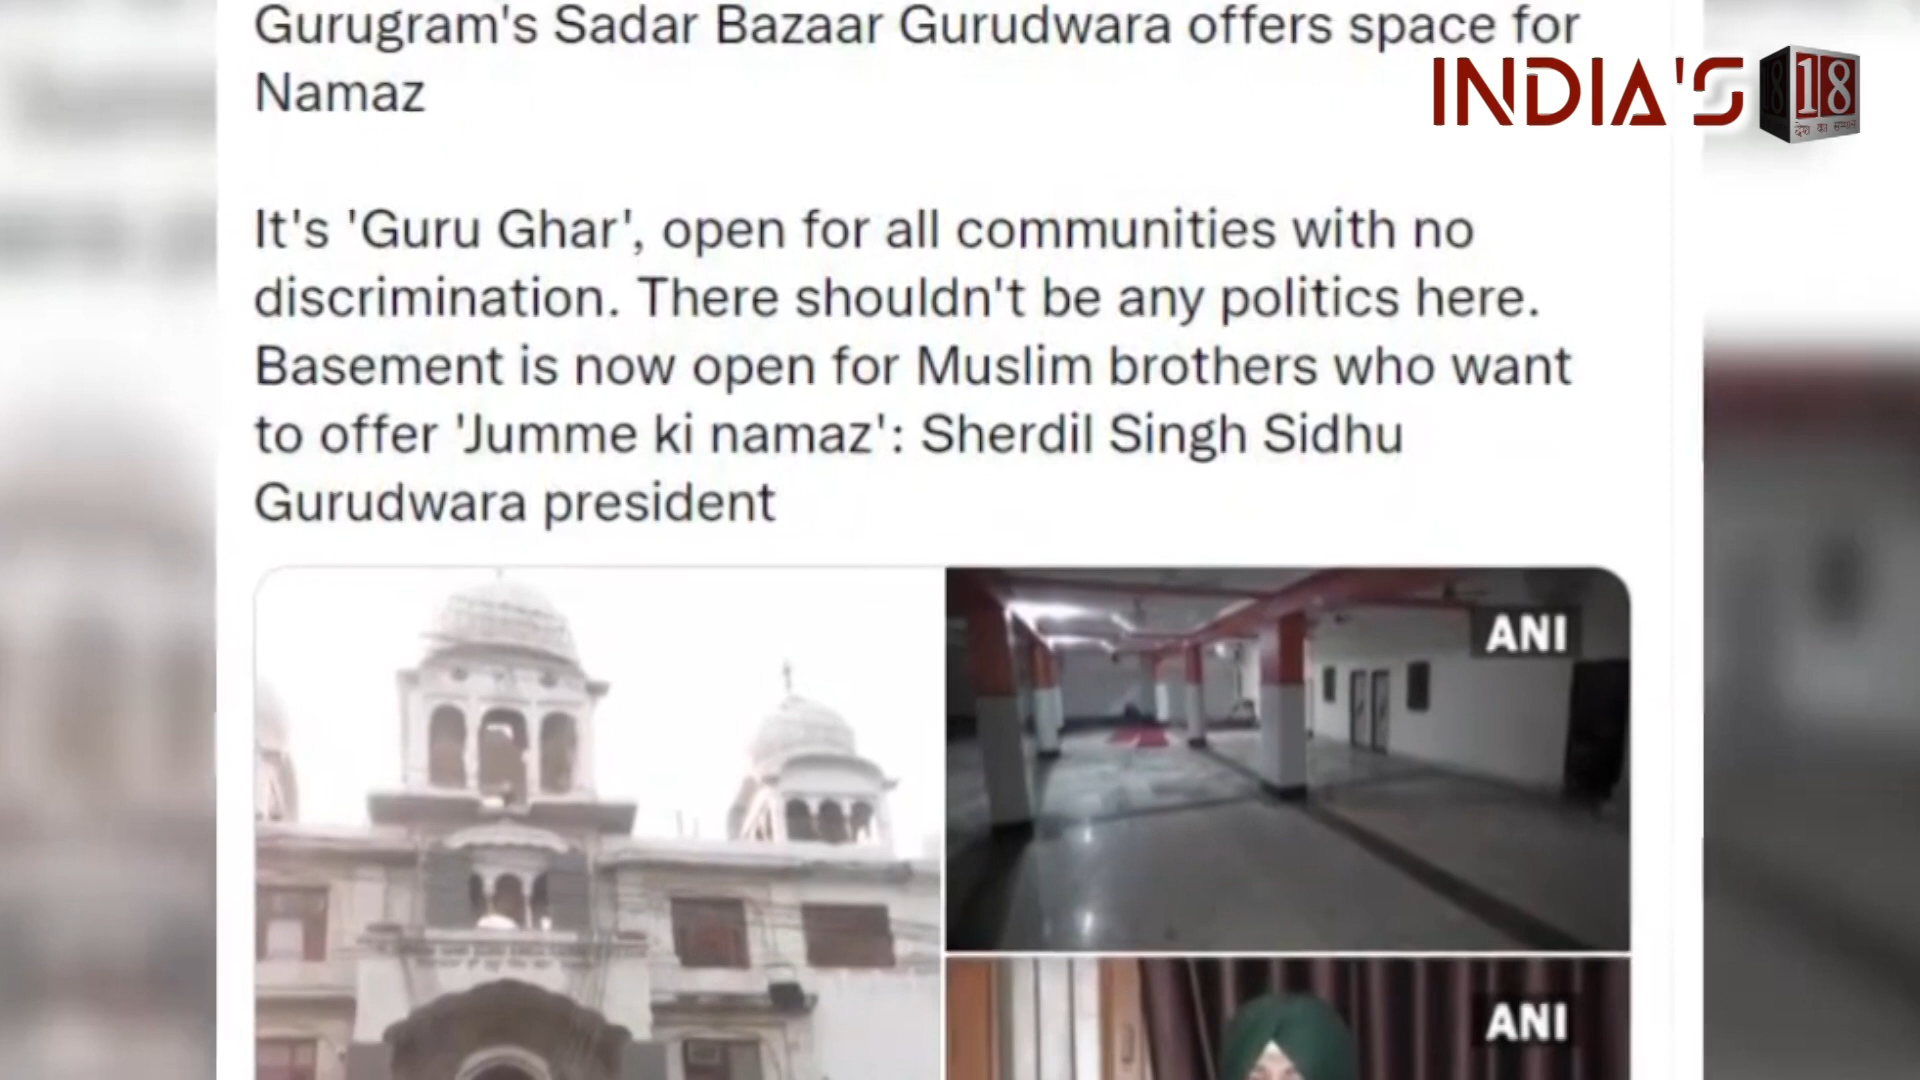 Gurugram's Sadar Bazaar Gurudwara offers space for
Namaz
INDIA'S 18
देश का सम्मान
It's 'Guru Ghar', open for all communities with no
discrimination. There shouldn't be any politics here.
Basement is now open for Muslim brothers who want
to offer 'Jumme ki namaz': Sherdil Singh Sidhu
Gurudwara president
ANI
ANI